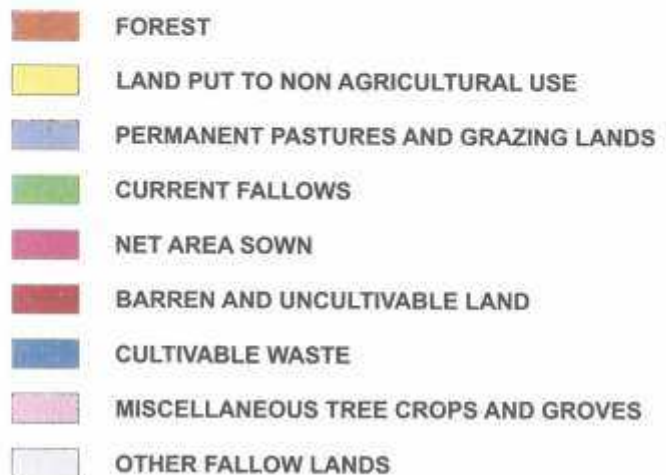 FOREST
LAND PUT TO NON AGRICULTURAL USE
PERMANENT PASTURES AND GRAZING LANDS
CURRENT FALLOWS
NET AREA SOWN
BARREN AND UNCULTIVABLE LAND
CULTIVABLE WASTE
MISCELLANEOUS TREE CROPS AND GROVES
OTHER FALLOW LANDS